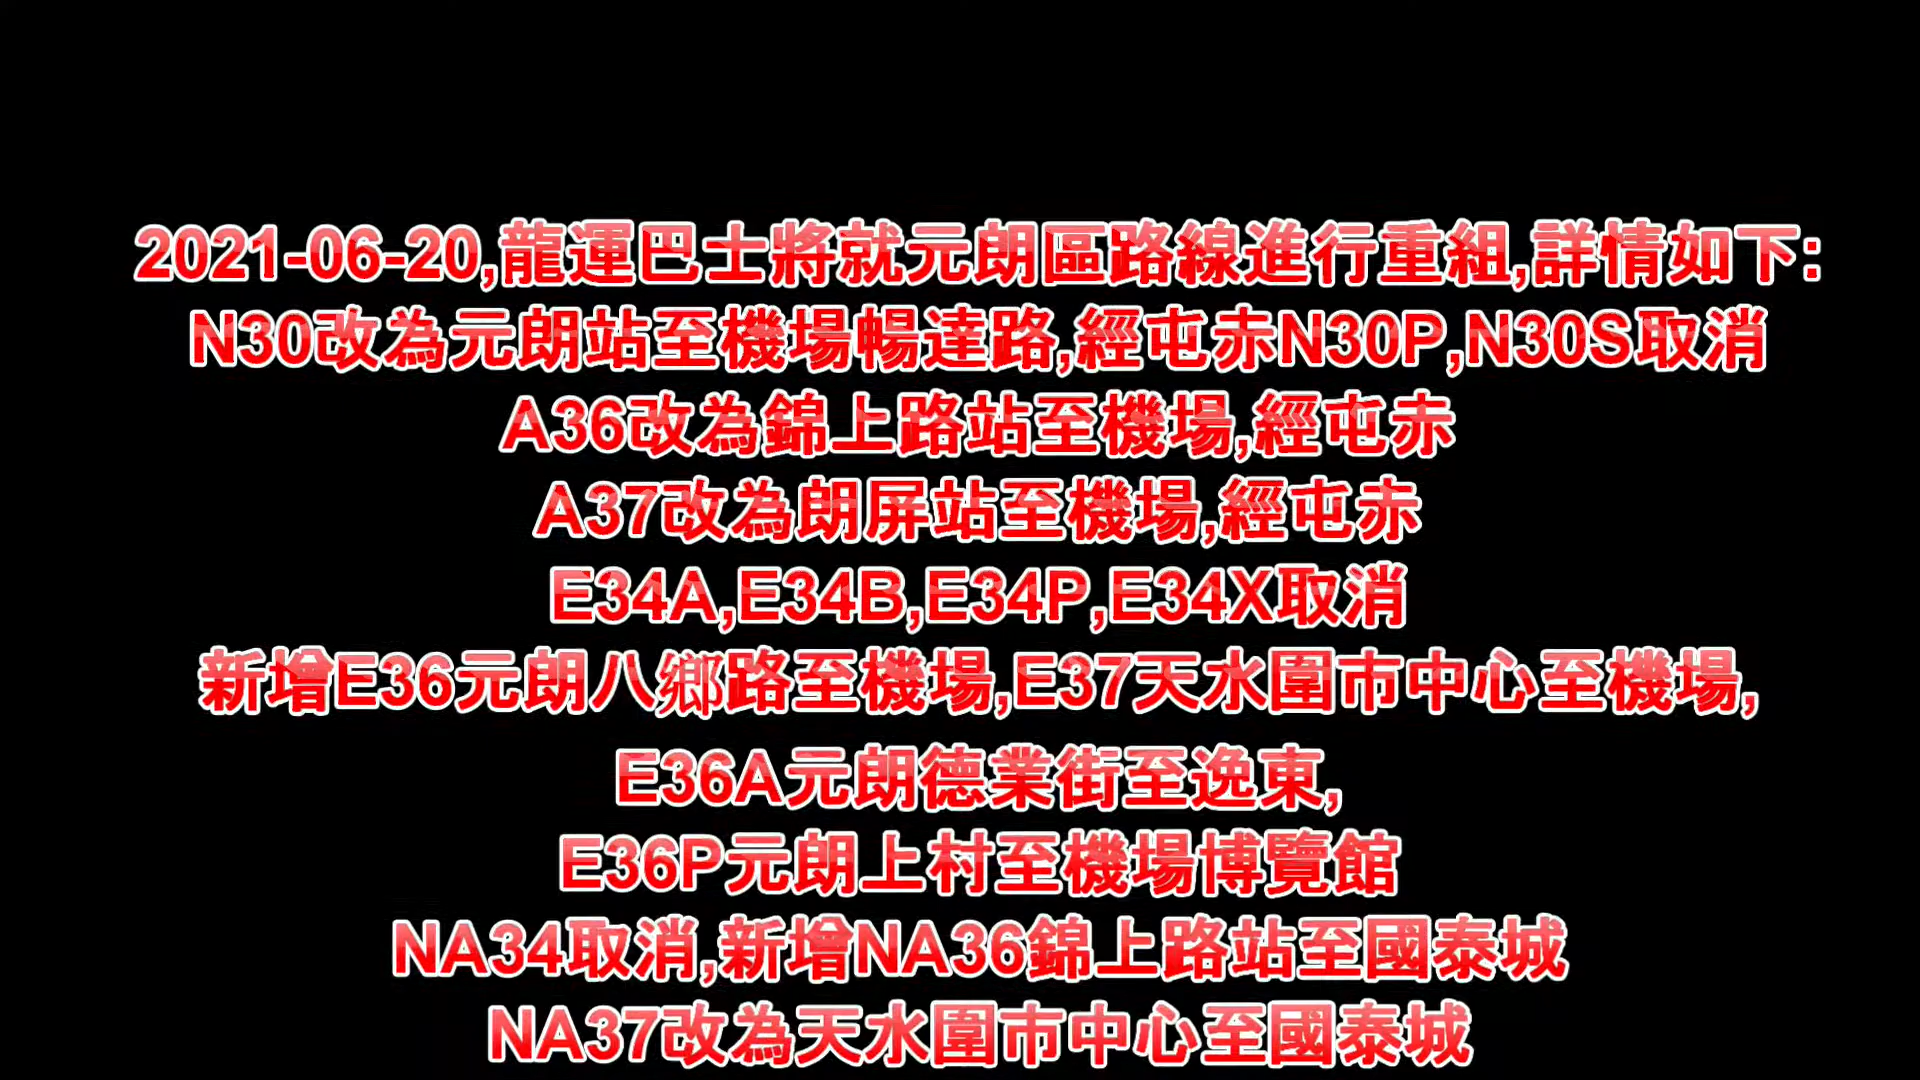 2021-06-20,龍運巴士將就元朗區路線進行重組,詳情如下:
N30改為元朗站至機場暢達路,經屯赤N30P,N30S取消
A36改為錦上路站至機場,經屯赤
A37改為朗屏站至機場,經屯赤
E34A,E34B,E34P,E34X取消
新增E36元朗八鄉路至機場,E37天水圍市中心至機場,
E36A元朗德業街至逸東,
E36P元朗上村至機場博覽館
NA34取消,新增NA36錦上路站至國泰城
NA37改為天水圍市中心至國泰城